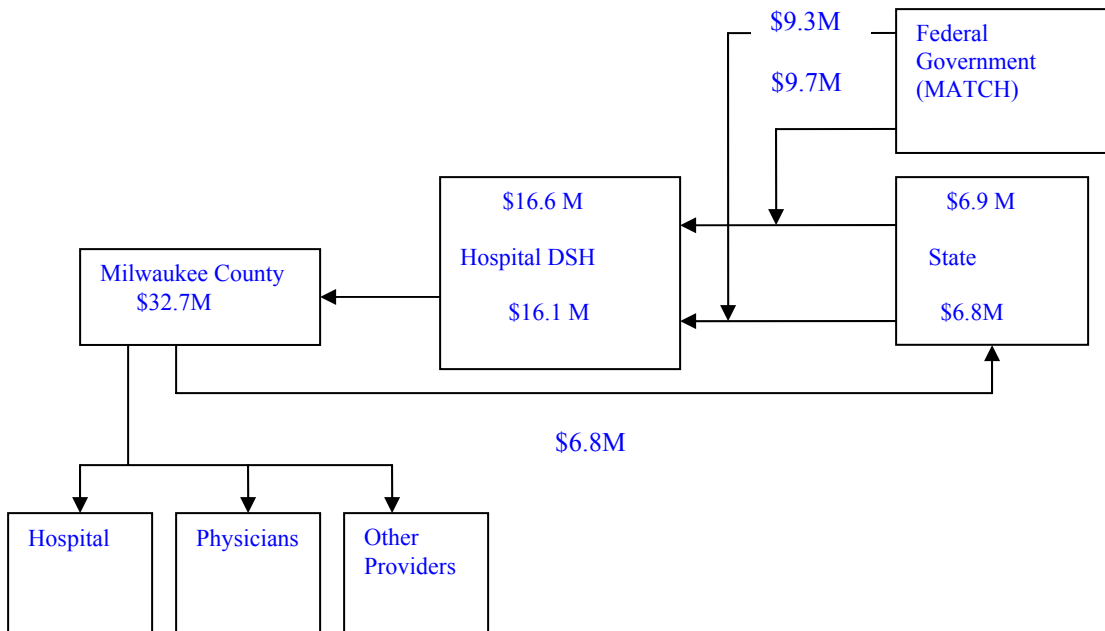 $9.3M
Federal
Government
(MATCH)
$9.7M
$16.6 M
Hospital DSH
$16.1 M
$6.9 M
State
$6.8M
Milwaukee County
$32.7M
$6.8M
Hospital
Physicians
Other
Providers